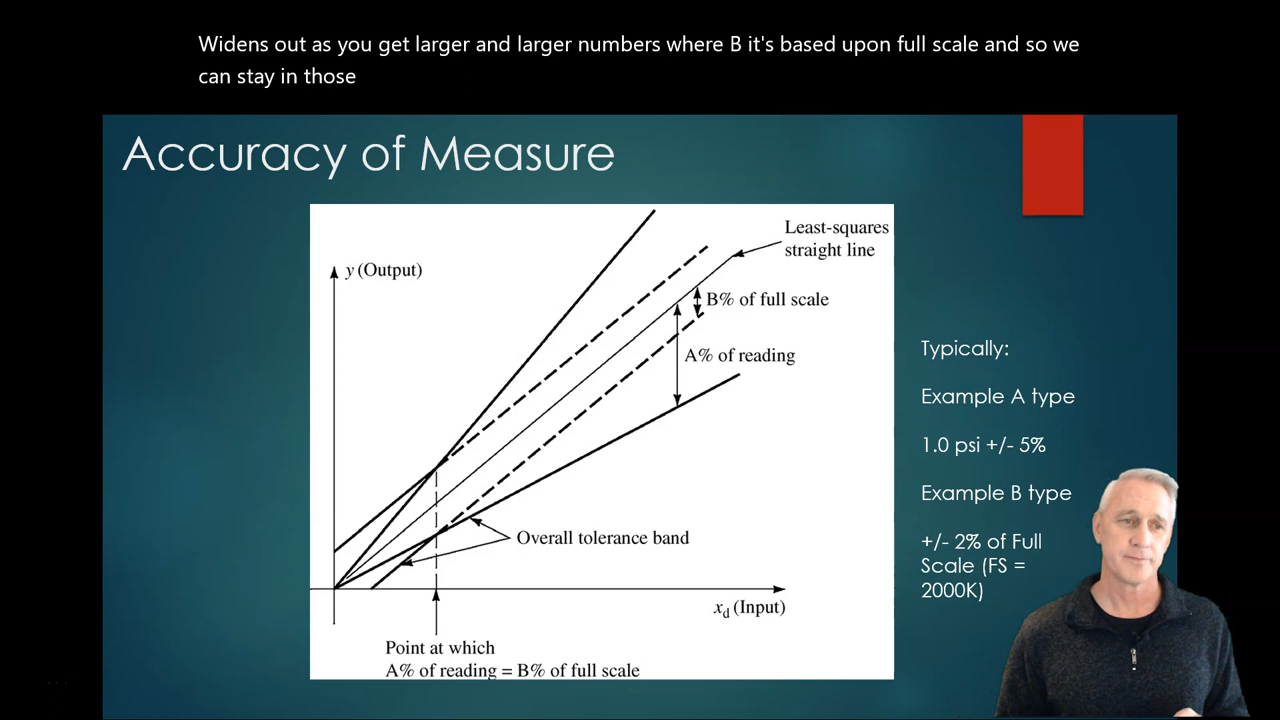 Widens out as you get larger and larger numbers where B it's based upon full scale and so we
can stay in those
Accuracy of Measure
Least-squares
straight line
y (Output)
B% of full scale
A% of reading
Overall tolerance band
xd (Input)
Point at which
A% of reading = B% of full scale
Typically:
Example A type
1.0 psi +/- 5%
Example B type
+/- 2% of Full
Scale (FS =
2000K)